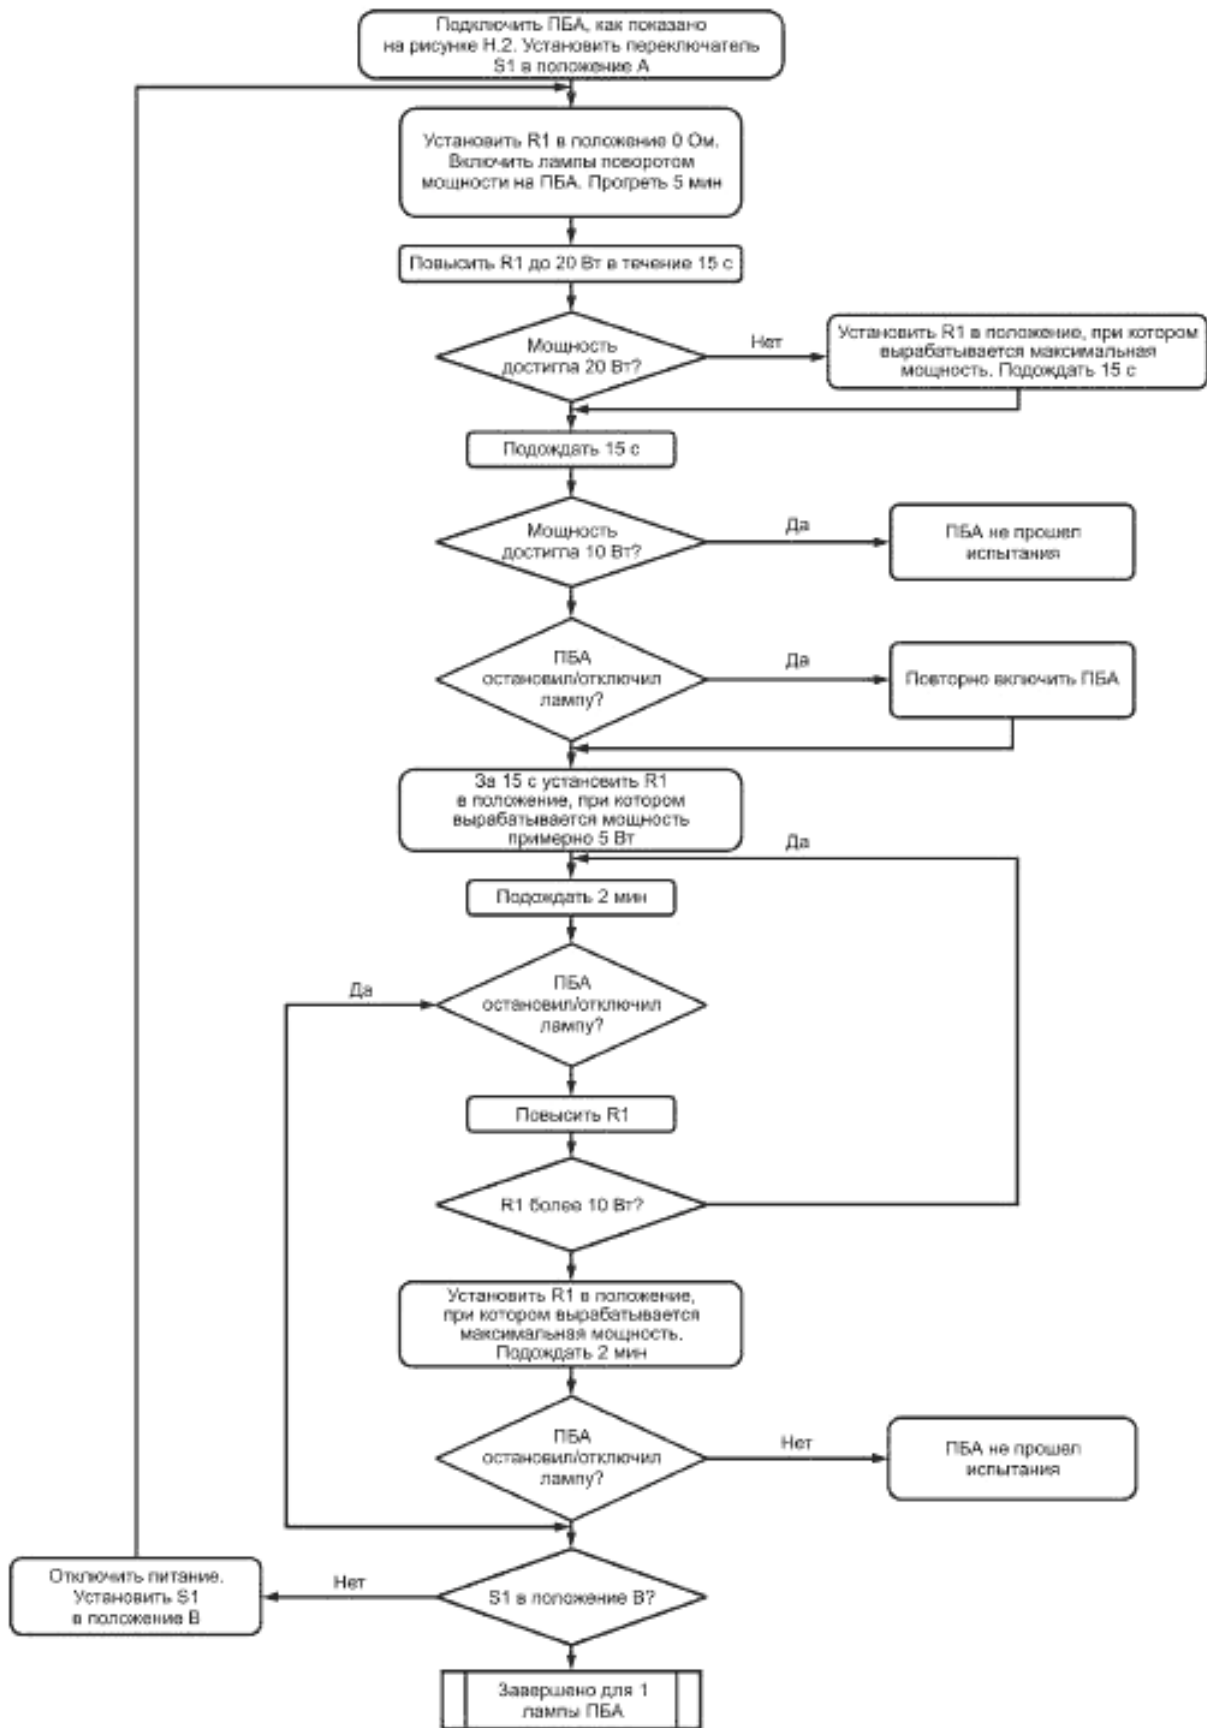 Подключить ПБА, как показано
на рисунке Н.2. Установить переключатель
S1 в положение А
Установить R1 в положение 0 Ом.
Включить лампы поворотом
мощности на ПБА. Прогреть 5 мин
Повысить R1 до 20 Вт в течение 15 с
Мощность
достигла 20 Вт?
Нет
Установить R1 в положение, при котором
вырабатывается максимальная
мощность. Подождать 15 с
Подождать 15 с
Мощность
достигла 10 Вт?
Да
ПБА не прошел
испытания
ПБА
остановил/отключил
лампу?
Да
Повторно включить ПБА
За 15 с установить R1
в положение, при котором
вырабатывается мощность
примерно 5 Вт
Да
Подождать 2 мин
ПБА
остановил/отключил
лампу?
Да
Повысить R1
R1 более 10 Вт?
Установить R1 в положение,
при котором вырабатывается
максимальная мощность.
Подождать 2 мин
ПБА
остановил/отключил
лампу?
Нет
ПБА не прошел
испытания
S1 в положение В?
Нет
Отключить питание.
Установить S1
в положение В
Завершено для 1
лампы ПБА